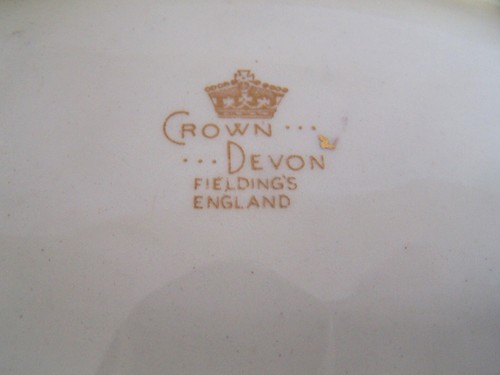 CROWN ...
... DEVON
FIELDING'S
ENGLAND